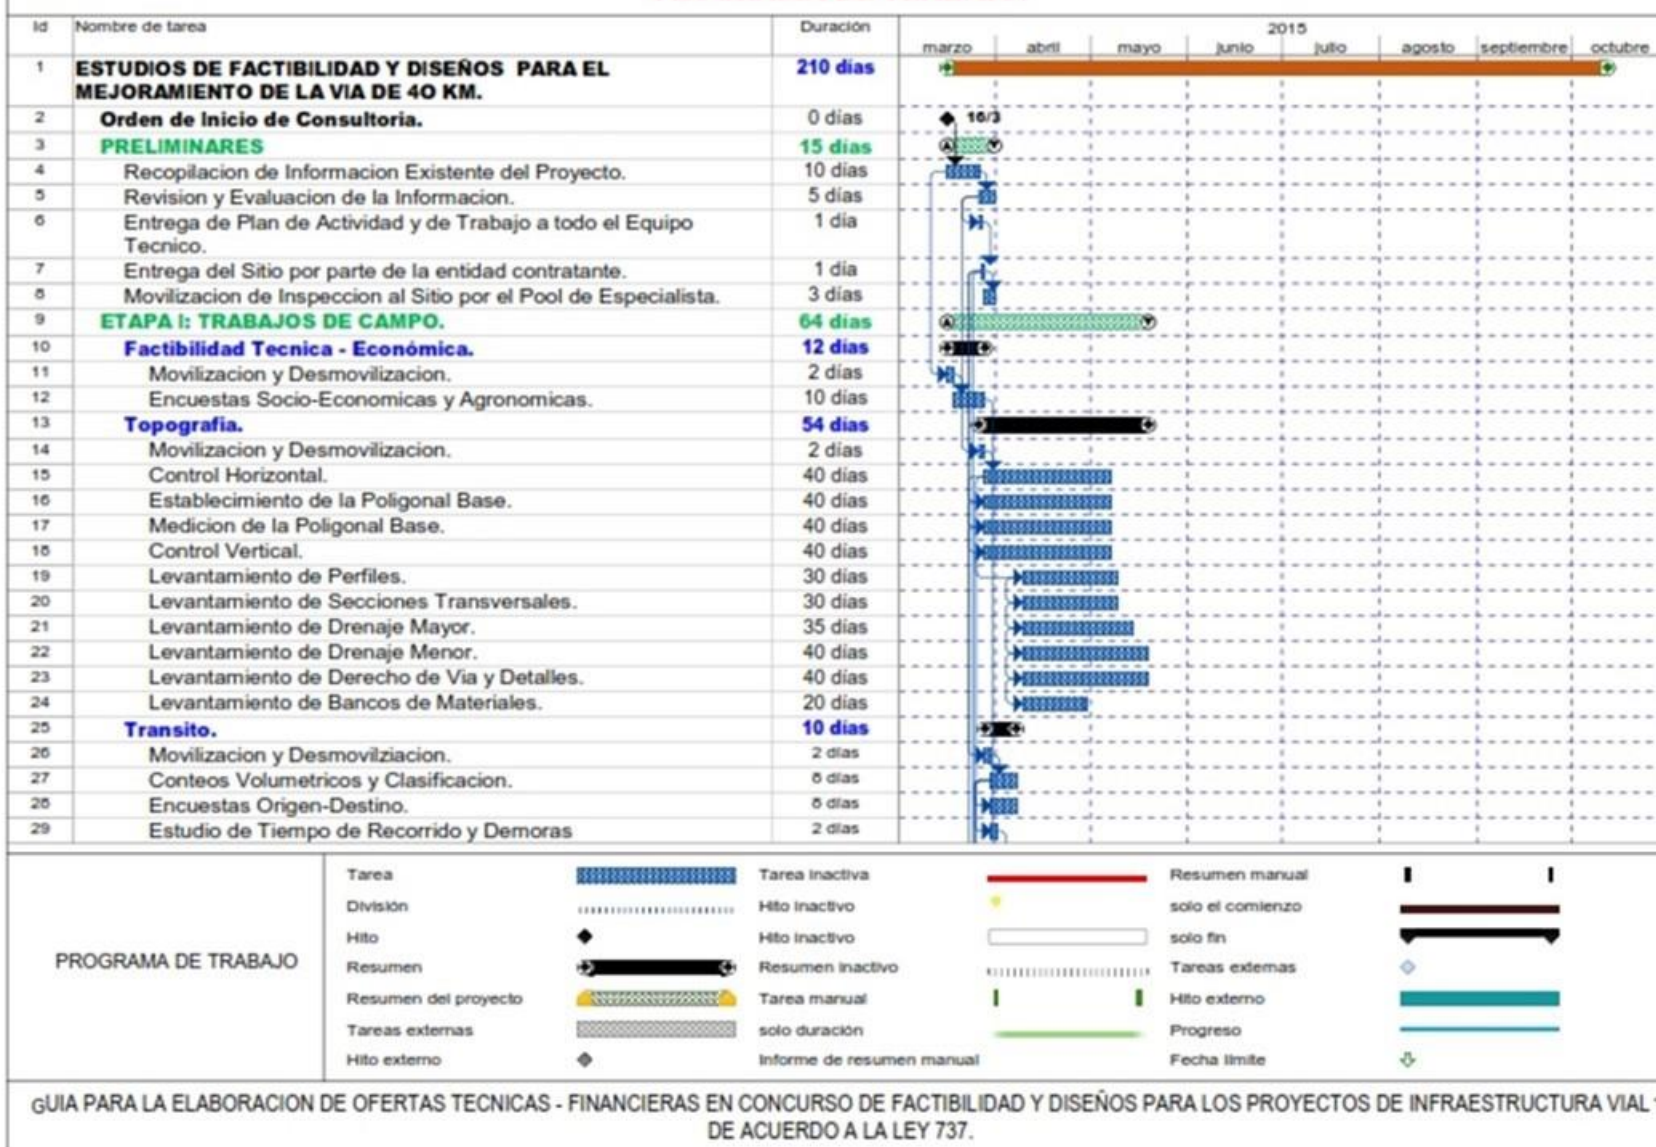 Id Nombre de tarea Duración 2015
marzo abril mayo junio julio agosto septiembre octubre
1 ESTUDIOS DE FACTIBILIDAD Y DISEÑOS PARA EL 210 días
MEJORAMIENTO DE LA VIA DE 4O KM.
2 Orden de Inicio de Consultoria. 0 días 16/3
3 PRELIMINARES 15 días
4 Recopilacion de Informacion Existente del Proyecto. 10 días
5 Revision y Evaluacion de la Informacion. 5 días
6 Entrega de Plan de Actividad y de Trabajo a todo el Equipo 1 día
Tecnico.
7 Entrega del Sitio por parte de la entidad contratante. 1 día
8 Movilizacion de Inspeccion al Sitio por el Pool de Especialista. 3 días
9 ETAPA I: TRABAJOS DE CAMPO. 64 días
10 Factibilidad Tecnica - Económica. 12 días
11 Movilizacion y Desmovilizacion. 2 días
12 Encuestas Socio-Economicas y Agronomicas. 10 días
13 Topografia. 54 días
14 Movilizacion y Desmovilizacion. 2 días
15 Control Horizontal. 40 días
16 Establecimiento de la Poligonal Base. 40 días
17 Medicion de la Poligonal Base. 40 días
18 Control Vertical. 40 días
19 Levantamiento de Perfiles. 30 días
20 Levantamiento de Secciones Transversales. 30 días
21 Levantamiento de Drenaje Mayor. 35 días
22 Levantamiento de Drenaje Menor. 40 días
23 Levantamiento de Derecho de Via y Detalles. 40 días
24 Levantamiento de Bancos de Materiales. 20 días
25 Transito. 10 días
26 Movilizacion y Desmovilziacion. 2 días
27 Conteos Volumetricos y Clasificacion. 8 días
28 Encuestas Origen-Destino. 8 días
29 Estudio de Tiempo de Recorrido y Demoras 2 días
PROGRAMA DE TRABAJO
Tarea Tarea inactiva Resumen manual
División Hito inactivo solo el comienzo
Hito Hito inactivo solo fin
Resumen Resumen inactivo Tareas externas
Resumen del proyecto Tarea manual Hito externo
Tareas externas solo duración Progreso
Hito externo Informe de resumen manual Fecha límite
GUIA PARA LA ELABORACION DE OFERTAS TECNICAS - FINANCIERAS EN CONCURSO DE FACTIBILIDAD Y DISEÑOS PARA LOS PROYECTOS DE INFRAESTRUCTURA VIAL
DE ACUERDO A LA LEY 737.